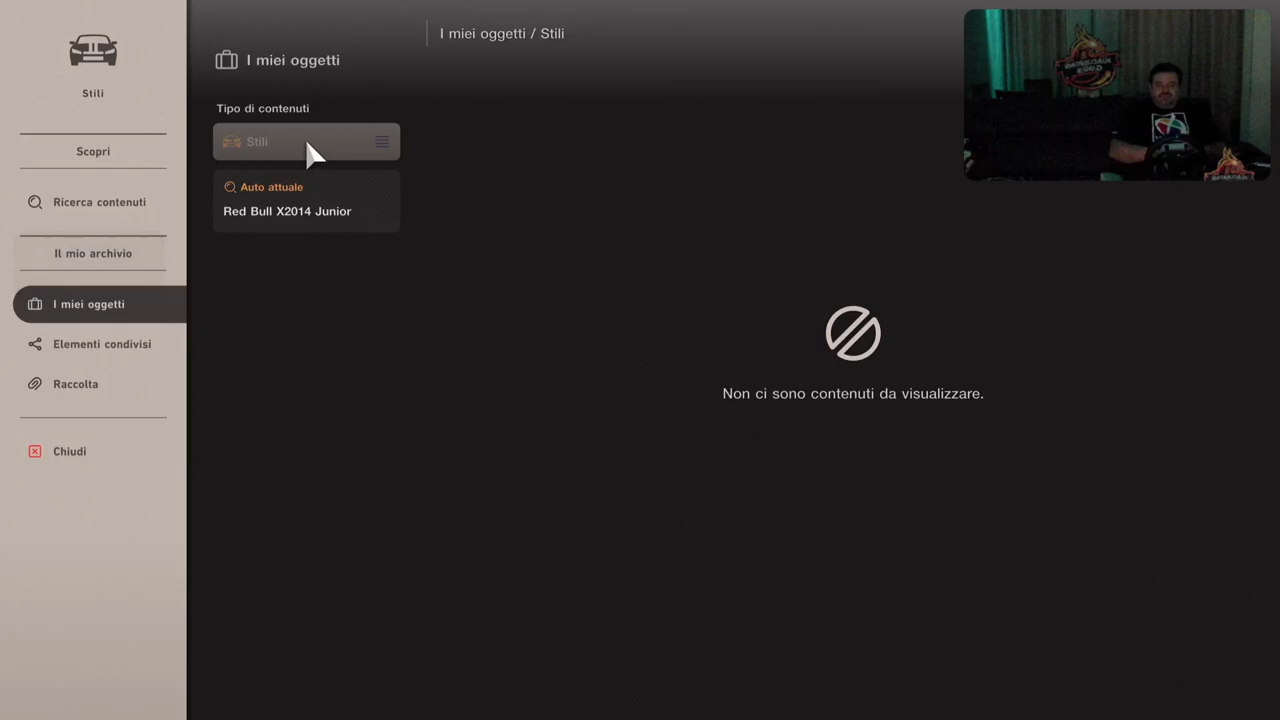 Stili
Scopri
Ricerca contenuti
Il mio archivio
I miei oggetti
Elementi condivisi
Raccolta
Chiudi
I miei oggetti
Tipo di contenuti
Stili
Auto attuale
Red Bull X2014 Junior
I miei oggetti / Stili
Non ci sono contenuti da visualizzare.